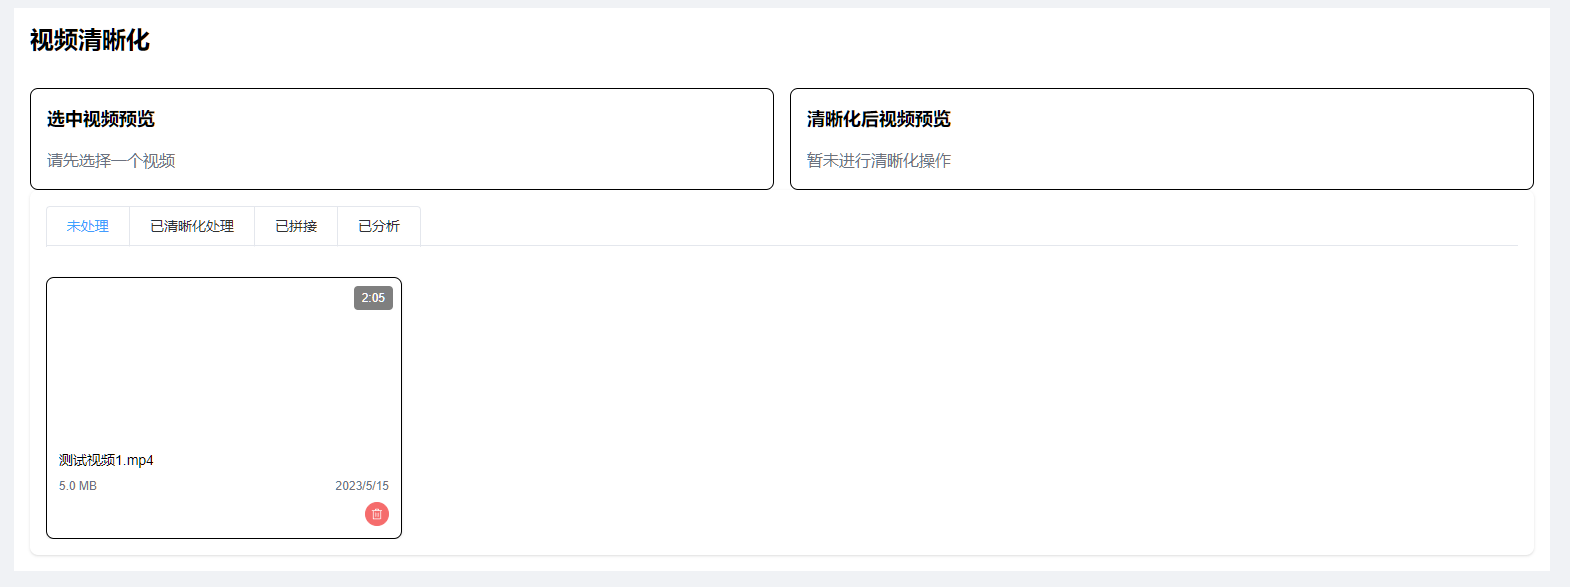 视频清晰化
选中视频预览
请先选择一个视频
清晰化后视频预览
暂未进行清晰化操作
未处理
已清晰化处理
已拼接
已分析
2:05
测试视频1.mp4
5.0 MB
2023/5/15